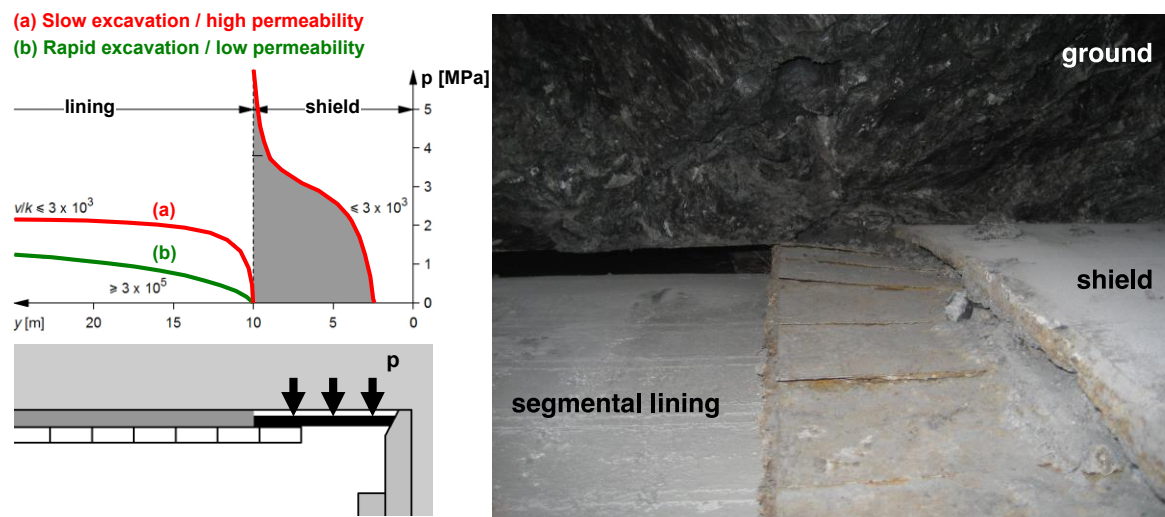 (a) Slow excavation / high permeability
(b) Rapid excavation / low permeability
p [MPa]
lining
shield
5
4
3
2
1
0
v/k ≤ 3 x 10³
(a)
≤ 3 x 10³
(b)
≥ 3 x 10⁵
y [m]
20
15
10
5
0
p
ground
shield
segmental lining